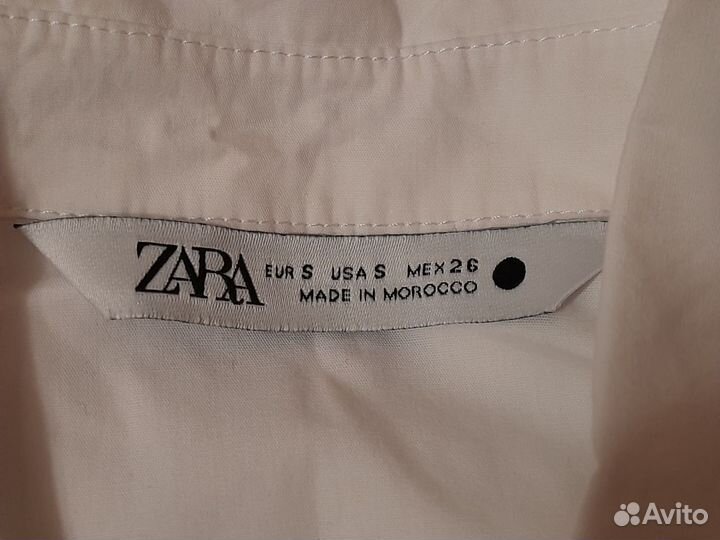 ZARA
EUR S USA S MEX 26
MADE IN MOROCCO
Avito